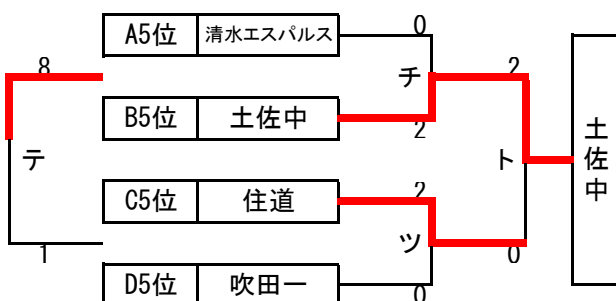 A5位 清水エスパルス 0
8 チ 2
B5位 土佐中 2
テ ト 土佐中
C5位 住道 2
1 ツ 0
D5位 吹田一 0